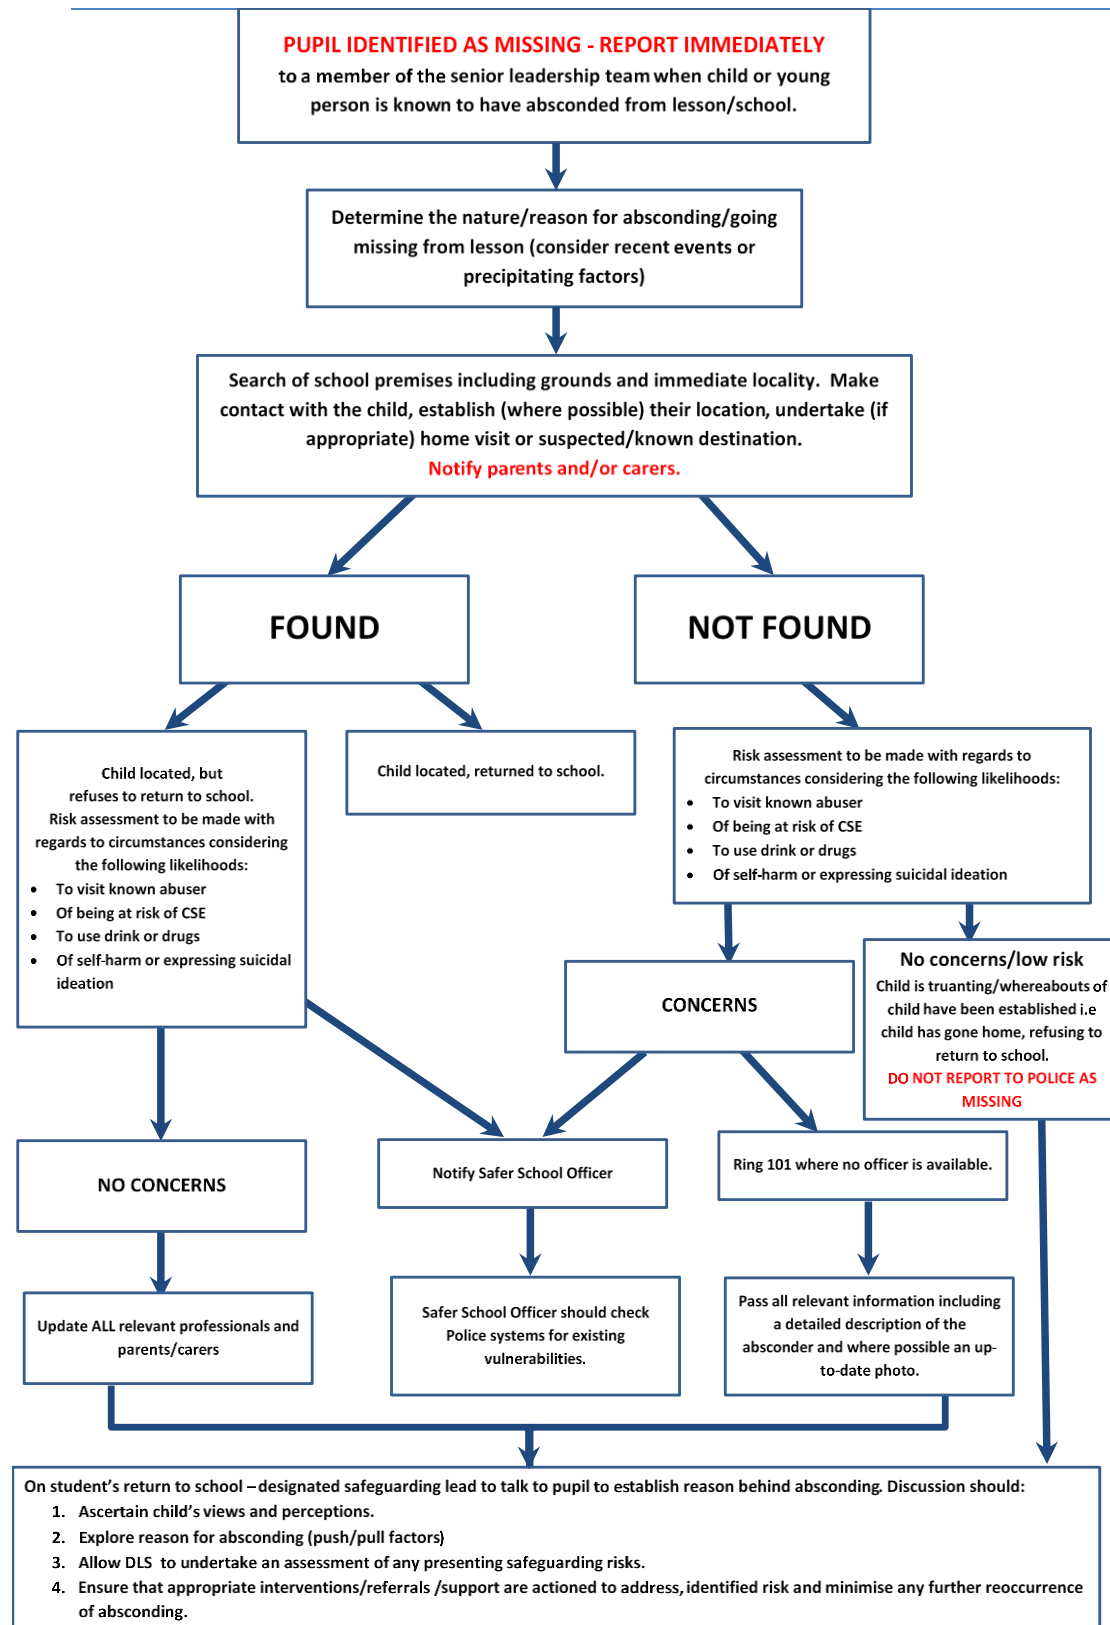 PUPIL IDENTIFIED AS MISSING - REPORT IMMEDIATELY
to a member of the senior leadership team when child or young
person is known to have absconded from lesson/school.
Determine the nature/reason for absconding/going
missing from lesson (consider recent events or
precipitating factors)
Search of school premises including grounds and immediate locality. Make
contact with the child, establish (where possible) their location, undertake (if
appropriate) home visit or suspected/known destination.
Notify parents and/or carers.
FOUND
NOT FOUND
Child located, but
refuses to return to school.
Risk assessment to be made with
regards to circumstances considering
the following likelihoods:
• To visit known abuser
• Of being at risk of CSE
• To use drink or drugs
• Of self-harm or expressing suicidal
ideation
Child located, returned to school.
Risk assessment to be made with regards to
circumstances considering the following likelihoods:
• To visit known abuser
• Of being at risk of CSE
• To use drink or drugs
• Of self-harm or expressing suicidal ideation
CONCERNS
No concerns/low risk
Child is truanting/whereabouts of
child have been established i.e
child has gone home, refusing to
return to school.
DO NOT REPORT TO POLICE AS
MISSING
NO CONCERNS
Notify Safer School Officer
Ring 101 where no officer is available.
Update ALL relevant professionals and
parents/carers
Safer School Officer should check
Police systems for existing
vulnerabilities.
Pass all relevant information including
a detailed description of the
absconder and where possible an up-
to-date photo.
On student's return to school – designated safeguarding lead to talk to pupil to establish reason behind absconding. Discussion should:
1. Ascertain child's views and perceptions.
2. Explore reason for absconding (push/pull factors)
3. Allow DLS to undertake an assessment of any presenting safeguarding risks.
4. Ensure that appropriate interventions/referrals /support are actioned to address, identified risk and minimise any further reoccurrence
of absconding.